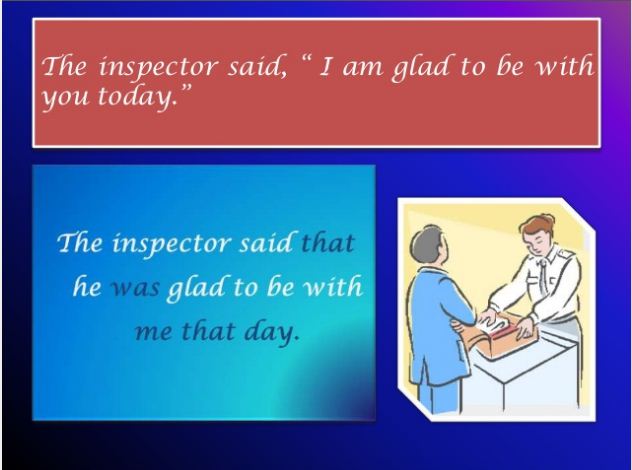 The inspector said, “ I am glad to be with
you today.”
The inspector said that
he was glad to be with
me that day.